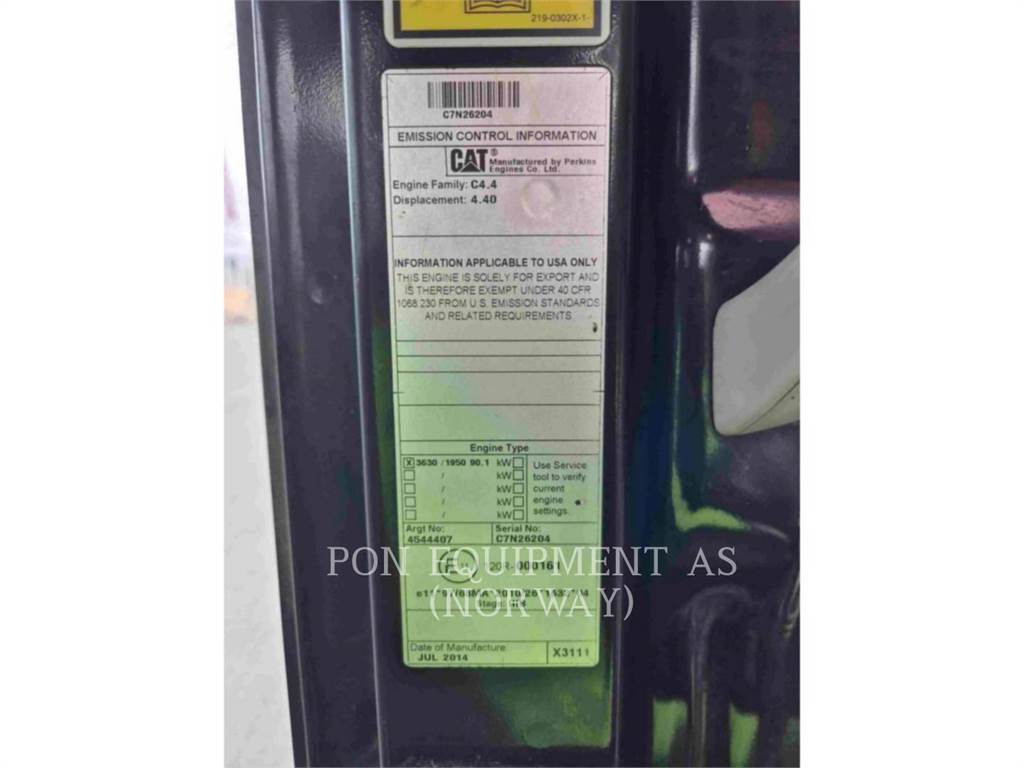 219-0302X-1-
C7N26204
EMISSION CONTROL INFORMATION
CAT® Manufactured by Perkins
Engines Co. Ltd.
Engine Family: C4.4
Displacement: 4.40
INFORMATION APPLICABLE TO USA ONLY
THIS ENGINE IS SOLELY FOR EXPORT AND
IS THEREFORE EXEMPT UNDER 40 CFR
1068.230 FROM U.S. EMISSION STANDARDS
AND RELATED REQUIREMENTS
Engine Type
X 3630 / 1950 90.1 kW Use Service
/ kW tool to verify
/ kW current
/ kW engine
/ kW settings.
Argt No: Serial No:
4544407 C7N26204
120R-000161
PON EQUIPMENT AS
(NORWAY)
Stage:
Date of Manufacture:
JUL 2014 X3111